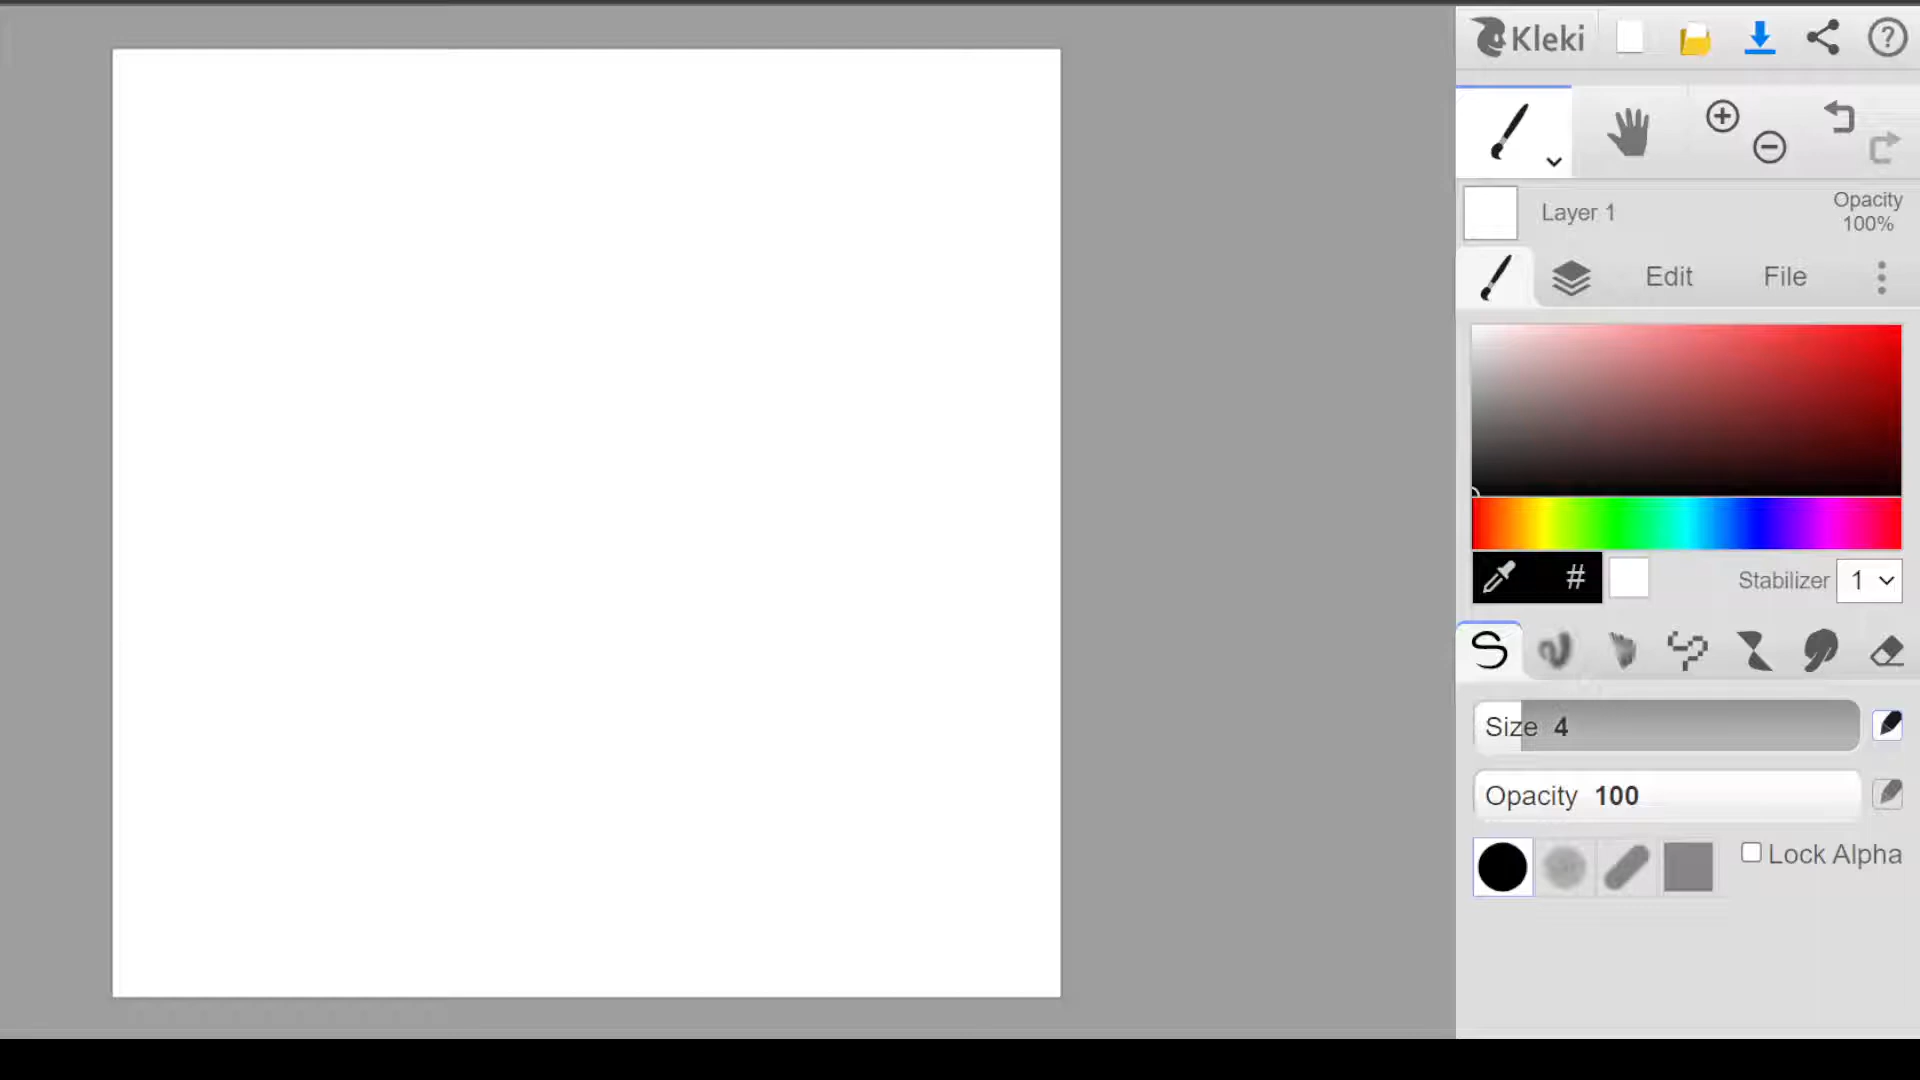 Kleki
Layer 1
Opacity
100%
Edit
File
#
Stabilizer 1
Size 4
Opacity 100
Lock Alpha